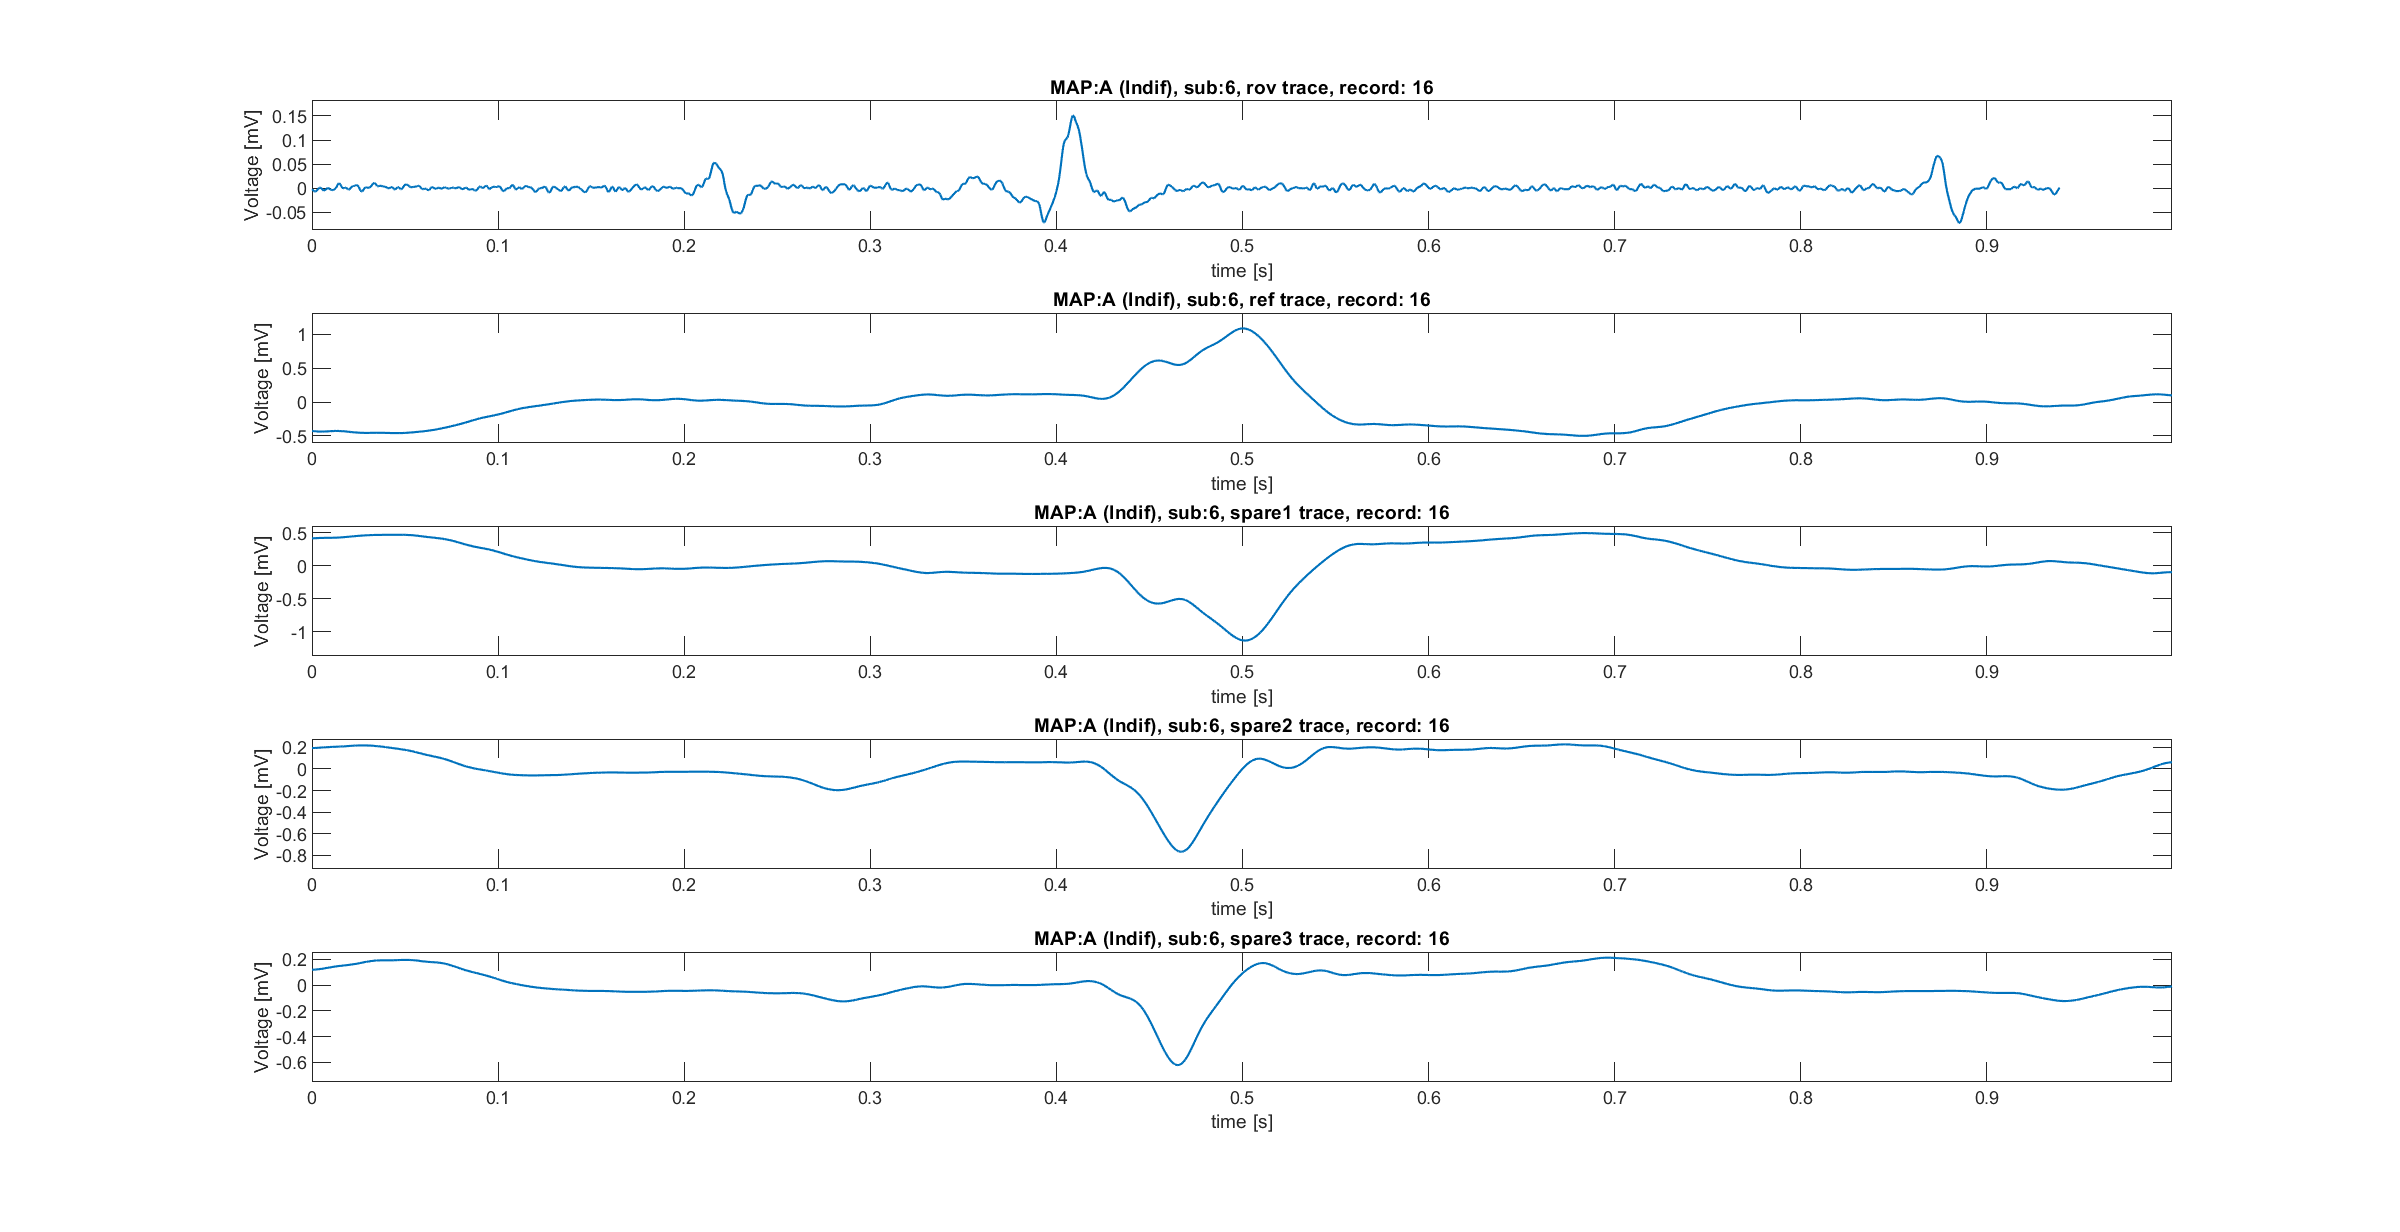 MAP:A (Indif), sub:6, rov trace, record: 16
Voltage [mV]
0.15
0.1
0.05
0
-0.05
0 0.1 0.2 0.3 0.4 0.5 0.6 0.7 0.8 0.9
time [s]
MAP:A (Indif), sub:6, ref trace, record: 16
Voltage [mV]
1
0.5
0
-0.5
0 0.1 0.2 0.3 0.4 0.5 0.6 0.7 0.8 0.9
time [s]
MAP:A (Indif), sub:6, spare1 trace, record: 16
Voltage [mV]
0.5
0
-0.5
-1
0 0.1 0.2 0.3 0.4 0.5 0.6 0.7 0.8 0.9
time [s]
MAP:A (Indif), sub:6, spare2 trace, record: 16
Voltage [mV]
0.2
0
-0.2
-0.4
-0.6
-0.8
0 0.1 0.2 0.3 0.4 0.5 0.6 0.7 0.8 0.9
time [s]
MAP:A (Indif), sub:6, spare3 trace, record: 16
Voltage [mV]
0.2
0
-0.2
-0.4
-0.6
0 0.1 0.2 0.3 0.4 0.5 0.6 0.7 0.8 0.9
time [s]